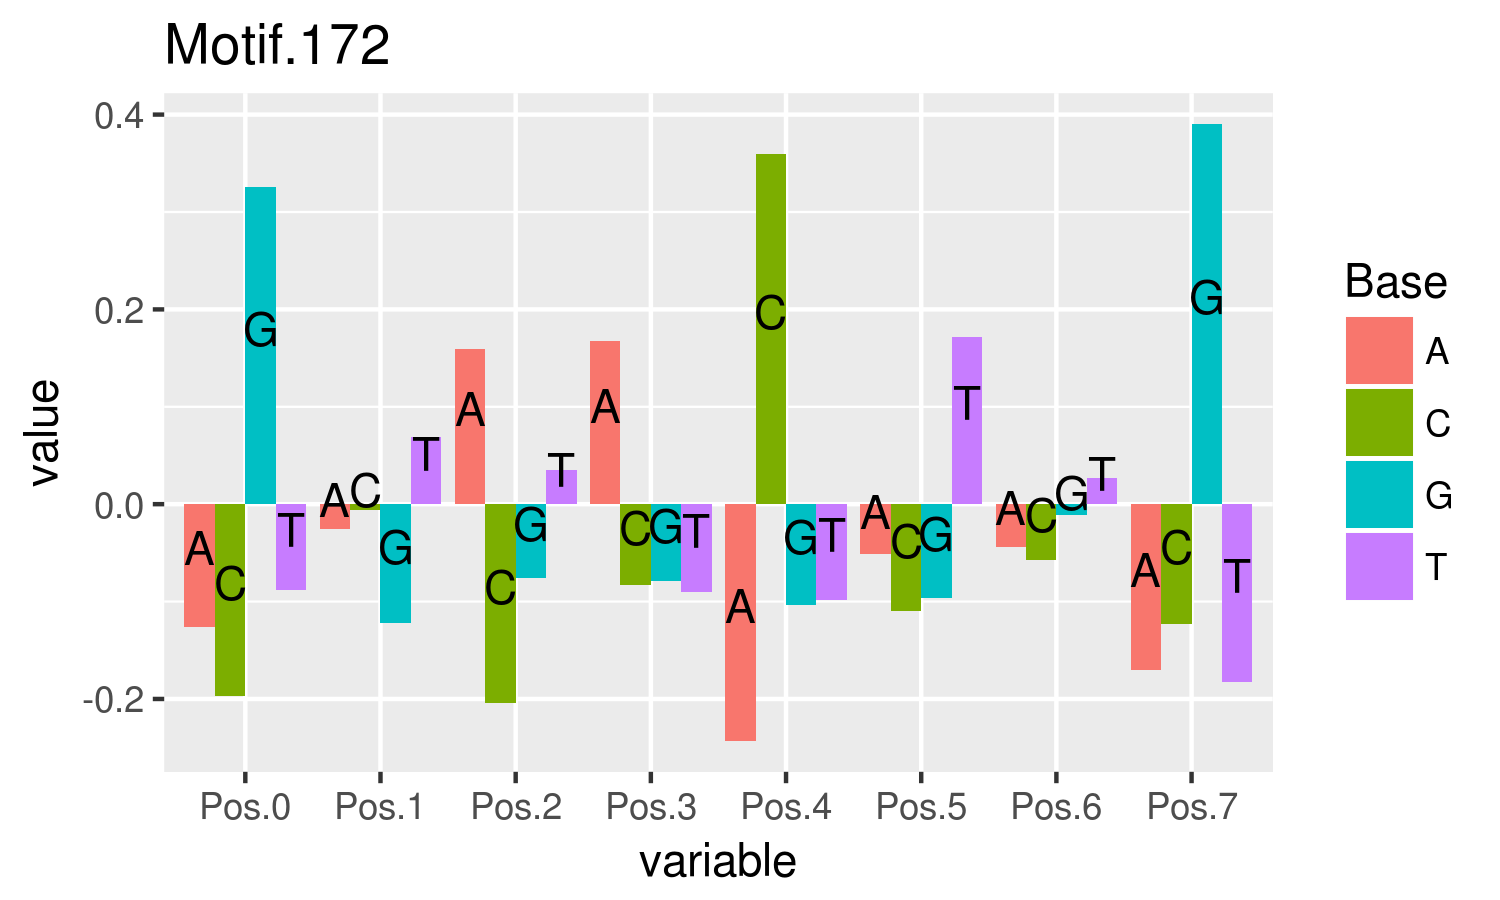 Motif.172
0.4
0.2
0.0
-0.2
value
A C G T A C G T A C G T A C G T A C G T A C G T A C G T A C G T
Pos.0 Pos.1 Pos.2 Pos.3 Pos.4 Pos.5 Pos.6 Pos.7
variable
Base
A
C
G
T